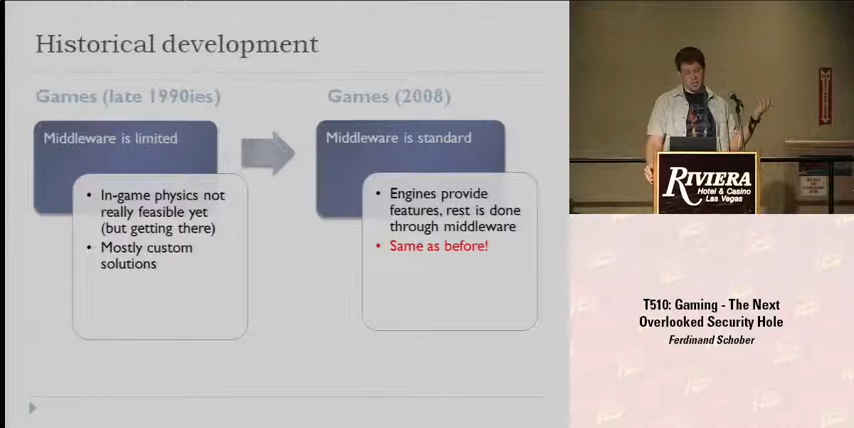 Historical development
Games (late 1990ies)
Games (2008)
Middleware is limited
• In-game physics not
really feasible yet
(but getting there)
• Mostly custom
solutions
Middleware is standard
• Engines provide
features, rest is done
through middleware
• Same as before!
RIVIERA
Hotel & Casino
Las Vegas
T510: Gaming - The Next
Overlooked Security Hole
Ferdinand Schober